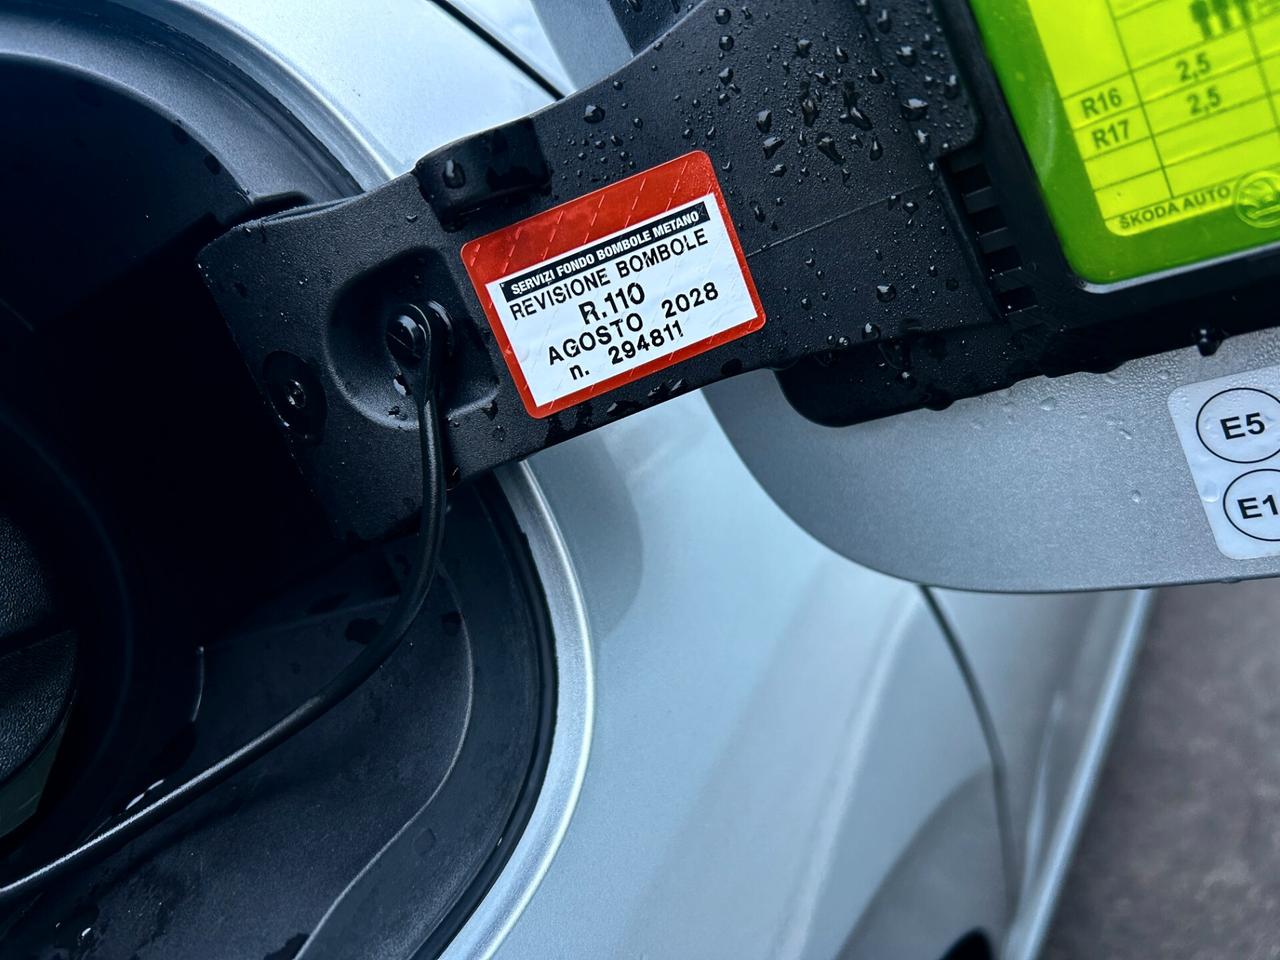 SERVIZI FONDO BOMBOLE METANO
REVISIONE BOMBOLE
R.110
AGOSTO 2028
n. 294811
2,5
R16
2,5
R17
ŠKODA AUTO
E5
E1